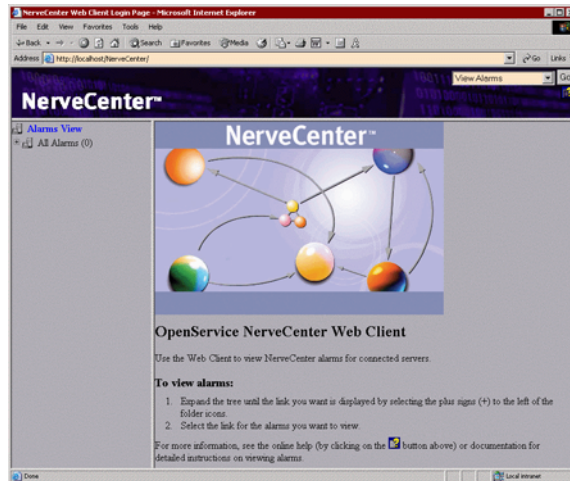 NerveCenter Web Client Login Page - Microsoft Internet Explorer
File Edit View Favorites Tools Help
Back Search Favorites Media
Address http://localhost/NerveCenter/ Go Links
View Alarms Go
NerveCenter™
Alarms View
All Alarms (0)
NerveCenter™
OpenService NerveCenter Web Client
Use the Web Client to view NerveCenter alarms for connected servers.
To view alarms:
1. Expand the tree until the link you want is displayed by selecting the plus signs (+) to the left of the
folder icons.
2. Select the link for the alarms you want to view.
For more information, see the online help (by clicking on the button above) or documentation for
detailed instructions on viewing alarms.
Done Local intranet